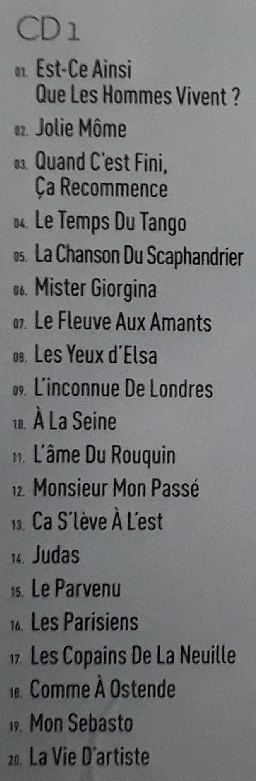 CD 1
01. Est-Ce Ainsi
Que Les Hommes Vivent ?
02. Jolie Môme
03. Quand C'est Fini,
Ça Recommence
04. Le Temps Du Tango
05. La Chanson Du Scaphandrier
06. Mister Giorgina
07. Le Fleuve Aux Amants
08. Les Yeux d'Elsa
09. L'inconnue De Londres
10. À La Seine
11. L'âme Du Rouquin
12. Monsieur Mon Passé
13. Ca S'lève À L'est
14. Judas
15. Le Parvenu
16. Les Parisiens
17. Les Copains De La Neuille
18. Comme À Ostende
19. Mon Sebasto
20. La Vie D'artiste